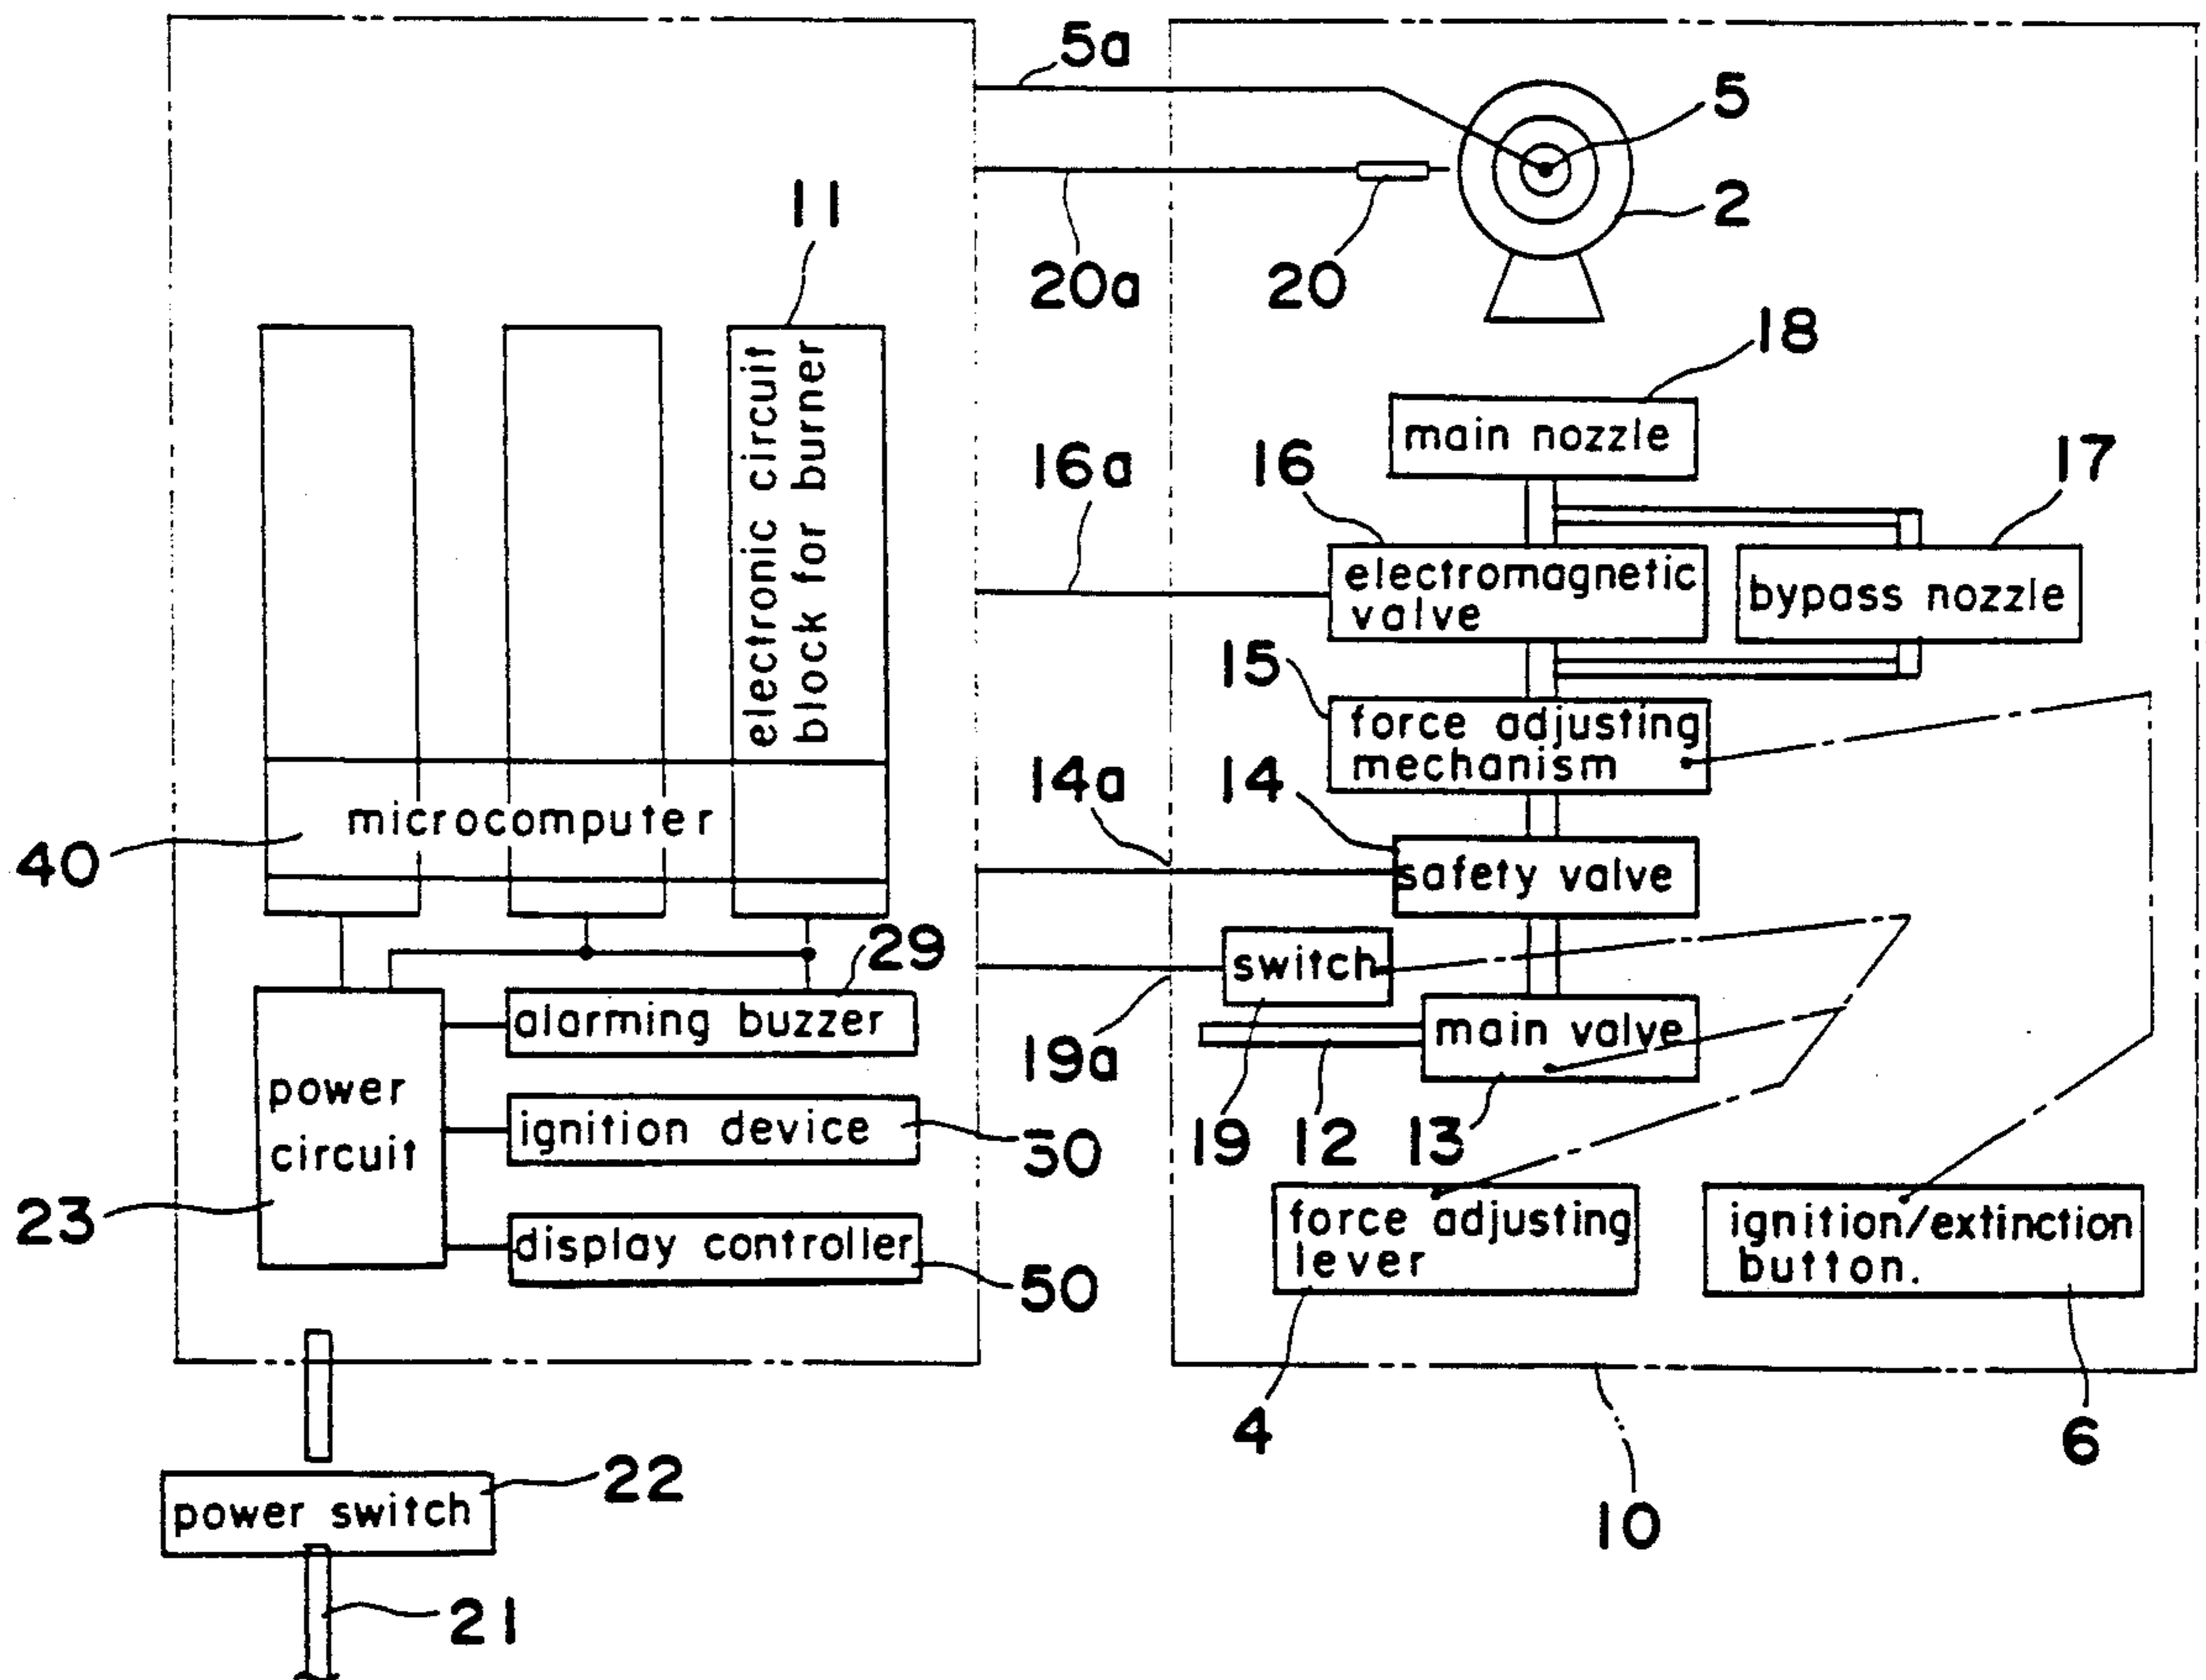 5a
5
2
11
20a
20
18
main nozzle
electronic circuit
block for burner
16a
16
17
electromagnetic
valve
bypass nozzle
15
force adjusting
mechanism
14a
14
microcomputer
40
safety valve
29
switch
alarming buzzer
main valve
19a
power
circuit
ignition device
30
19
12
13
23
display controller
50
force adjusting
lever
ignition/extinction
button.
4
6
10
22
power switch
21